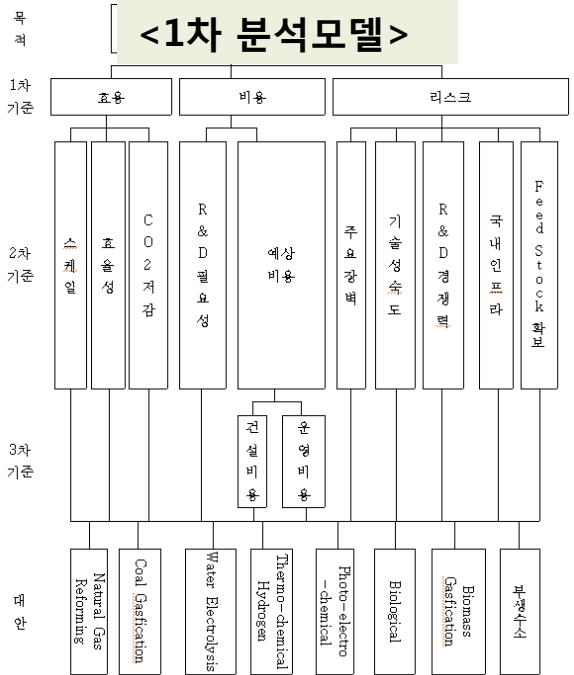 목적
<1차 분석모델>
1차
기준
효용
비용
리스크
2차
기준
스케일
효율성
CO2저감
R&D필요성
예상
비용
주요장벽
기술성숙도
R&D경쟁력
국내인프라
Feed Stock 확보
3차
기준
건설비용
운영비용
대안
Natural Gas
Reforming
Coal Gasfication
Water Electrolysis
Thermo-chemical
Hydrogen
Photo-electro
-chemical
Biological
Biomass
Gasfication
부생수소